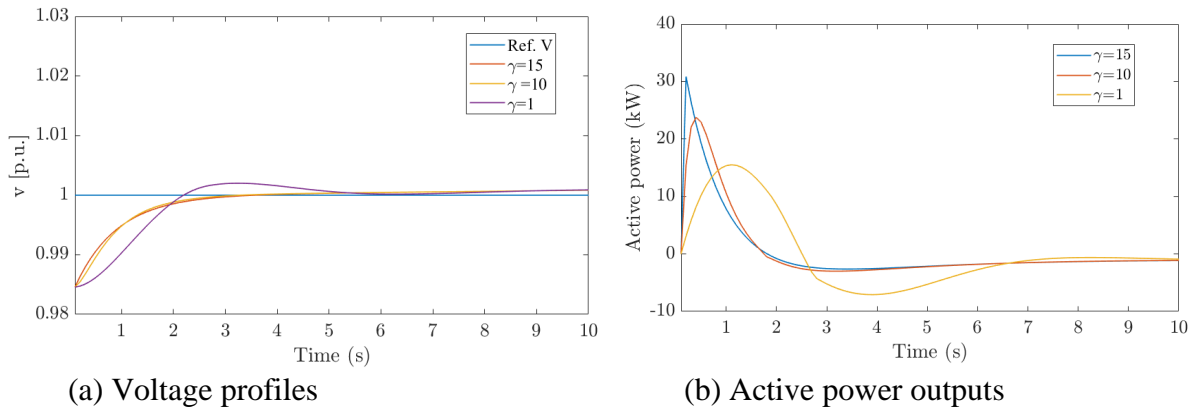 1.03
1.02
1.01
1
0.99
0.98
v [p.u.]
Ref. V
γ=15
γ =10
γ=1
1 2 3 4 5 6 7 8 9 10
Time (s)
(a) Voltage profiles
40
30
20
10
0
-10
Active power (kW)
γ=15
γ=10
γ=1
1 2 3 4 5 6 7 8 9 10
Time (s)
(b) Active power outputs